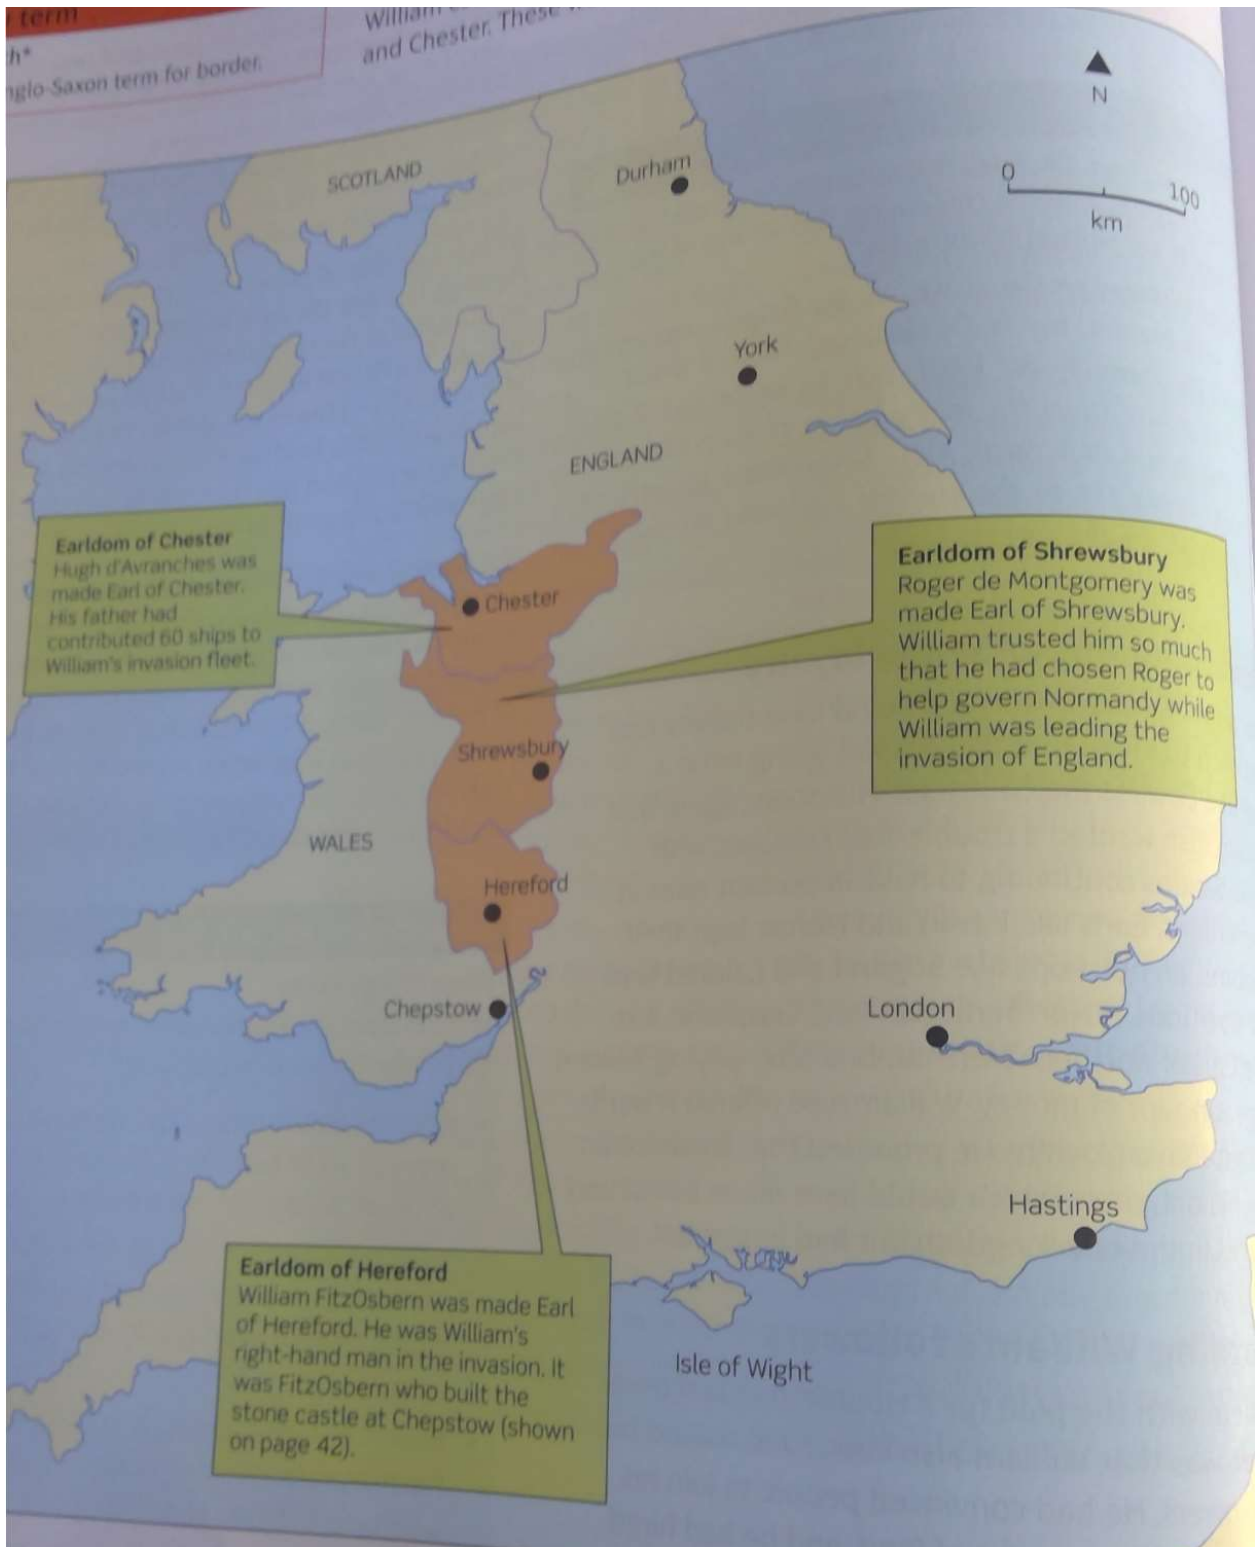 term
h*
glo-Saxon term for border.
William
and Chester. These
N
0 100
km
SCOTLAND
Durham
York
ENGLAND
Earldom of Chester
Hugh d'Avranches was
made Earl of Chester.
His father had
contributed 60 ships to
William's invasion fleet.
Earldom of Shrewsbury
Roger de Montgomery was
made Earl of Shrewsbury.
William trusted him so much
that he had chosen Roger to
help govern Normandy while
William was leading the
invasion of England.
Chester
Shrewsbury
WALES
Hereford
Chepstow
London
Hastings
Earldom of Hereford
William FitzOsbern was made Earl
of Hereford. He was William's
right-hand man in the invasion. It
was FitzOsbern who built the
stone castle at Chepstow (shown
on page 42).
Isle of Wight